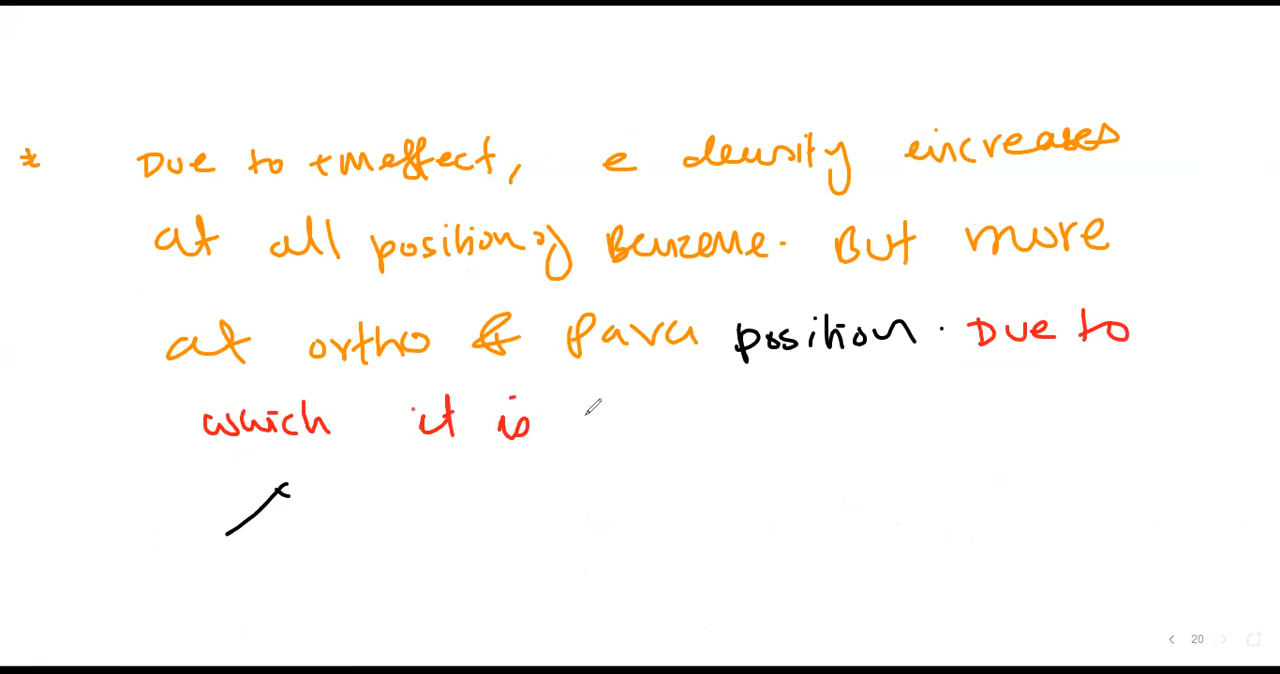 * Due to +m effect, e density increases
at all position of Benzene. But more
at ortho & para position. Due to
which it is
20